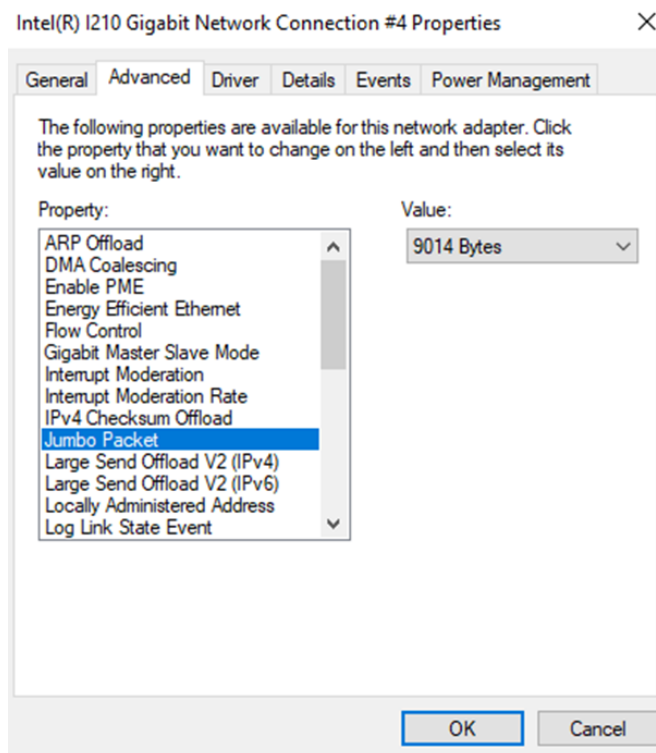 Intel(R) I210 Gigabit Network Connection #4 Properties
General Advanced Driver Details Events Power Management
The following properties are available for this network adapter. Click
the property that you want to change on the left and then select its
value on the right.
Property:
Value:
ARP Offload
9014 Bytes
DMA Coalescing
Enable PME
Energy Efficient Ethernet
Flow Control
Gigabit Master Slave Mode
Interrupt Moderation
Interrupt Moderation Rate
IPv4 Checksum Offload
Jumbo Packet
Large Send Offload V2 (IPv4)
Large Send Offload V2 (IPv6)
Locally Administered Address
Log Link State Event
OK
Cancel